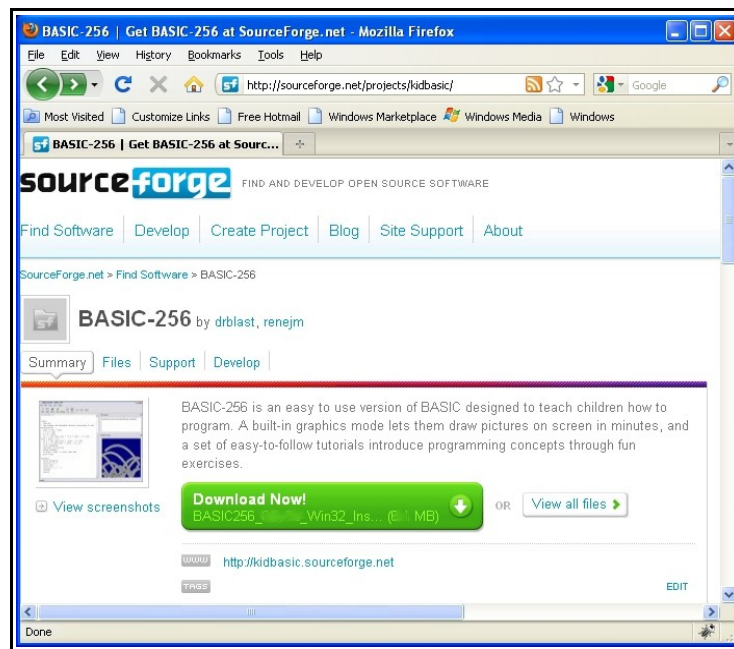 BASIC-256 | Get BASIC-256 at SourceForge.net - Mozilla Firefox
File Edit View History Bookmarks Tools Help
http://sourceforge.net/projects/kidbasic/ Google
Most Visited Customize Links Free Hotmail Windows Marketplace Windows Media Windows
sf BASIC-256 | Get BASIC-256 at Sourc...
sourceforge FIND AND DEVELOP OPEN SOURCE SOFTWARE
Find Software Develop Create Project Blog Site Support About
SourceForge.net > Find Software > BASIC-256
BASIC-256 by drblast, renejm
Summary Files Support Develop
BASIC-256 is an easy to use version of BASIC designed to teach children how to
program. A built-in graphics mode lets them draw pictures on screen in minutes, and
a set of easy-to-follow tutorials introduce programming concepts through fun
exercises.
View screenshots
Download Now!
BASIC256_ _Win32_Ins... ( MB)
OR View all files >
www http://kidbasic.sourceforge.net
TAGS EDIT
Done